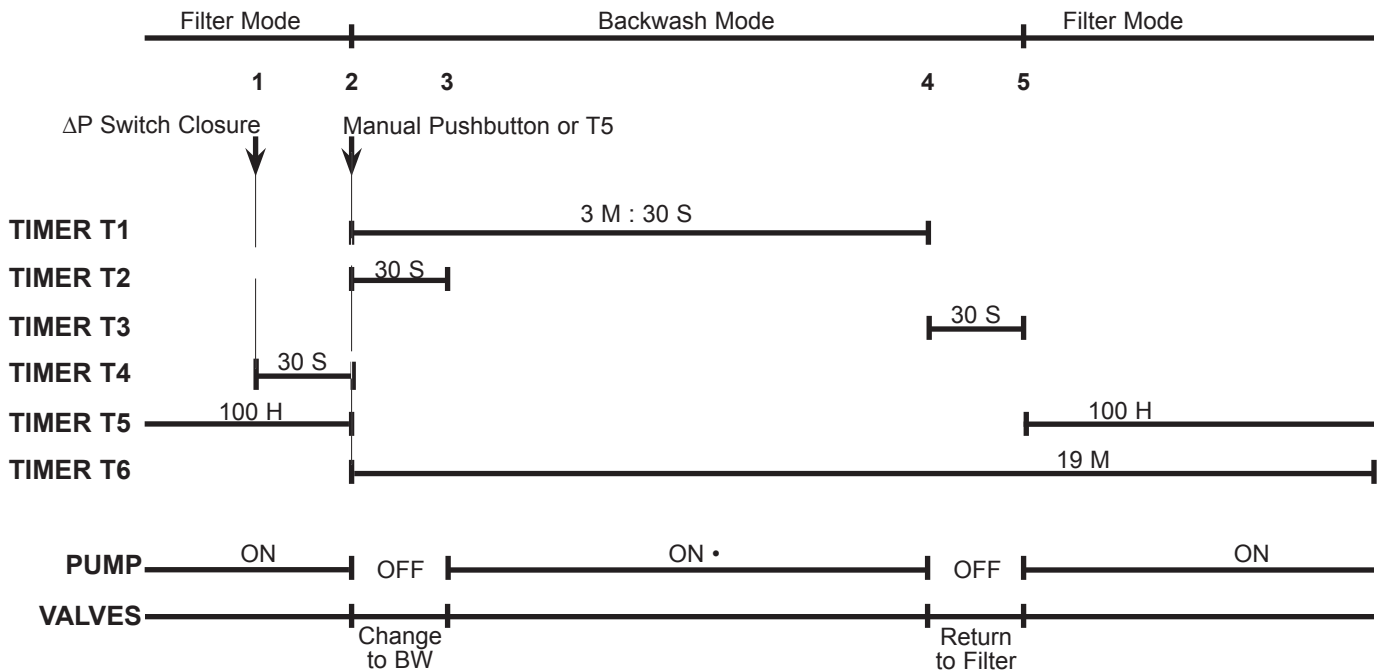 Filter Mode Backwash Mode Filter Mode
1 2 3 4 5
ΔP Switch Closure Manual Pushbutton or T5
TIMER T1 3 M : 30 S
TIMER T2 30 S
TIMER T3 30 S
TIMER T4 30 S
TIMER T5 100 H 100 H
TIMER T6 19 M
PUMP ON OFF ON • OFF ON
VALVES
Change Return
to BW to Filter